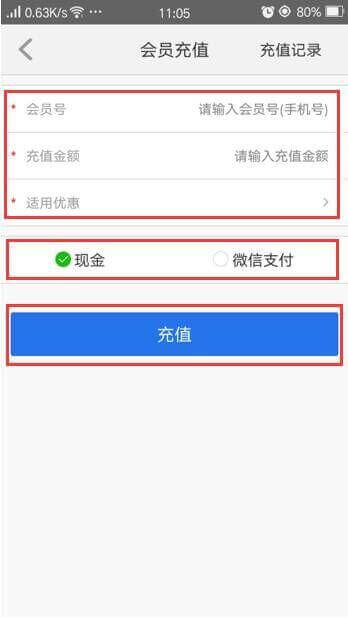 0.63K/s ··· 11:05 80%
会员充值 充值记录
* 会员号 请输入会员号(手机号)
* 充值金额 请输入充值金额
* 适用优惠
现金 微信支付
充值